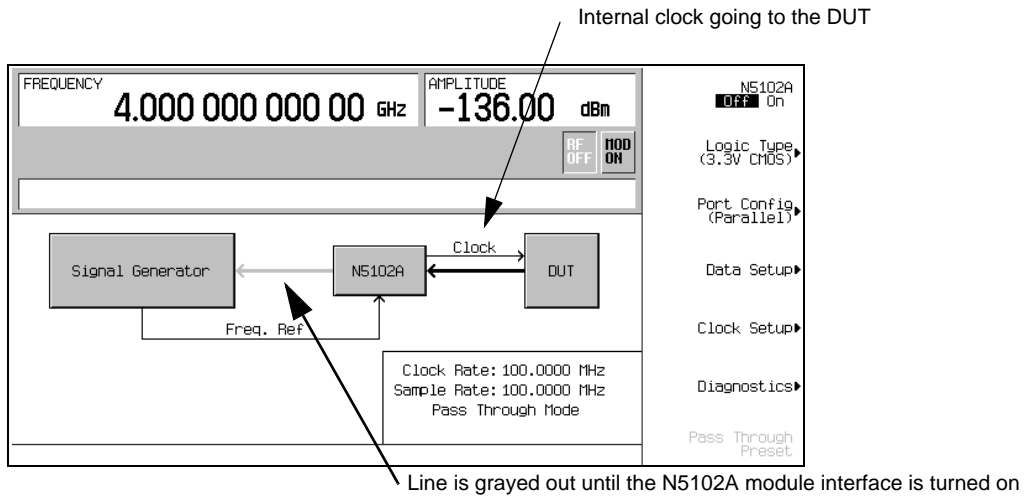 Internal clock going to the DUT
FREQUENCY
4.000 000 000 00 GHz
AMPLITUDE
-136.00 dBm
RF OFF
MOD ON
N5102A
Off On
Logic Type
(3.3V CMOS)
Port Config
(Parallel)
Data Setup
Clock Setup
Diagnostics
Pass Through
Preset
Signal Generator
N5102A
Clock
DUT
Freq. Ref
Clock Rate: 100.0000 MHz
Sample Rate: 100.0000 MHz
Pass Through Mode
Line is grayed out until the N5102A module interface is turned on